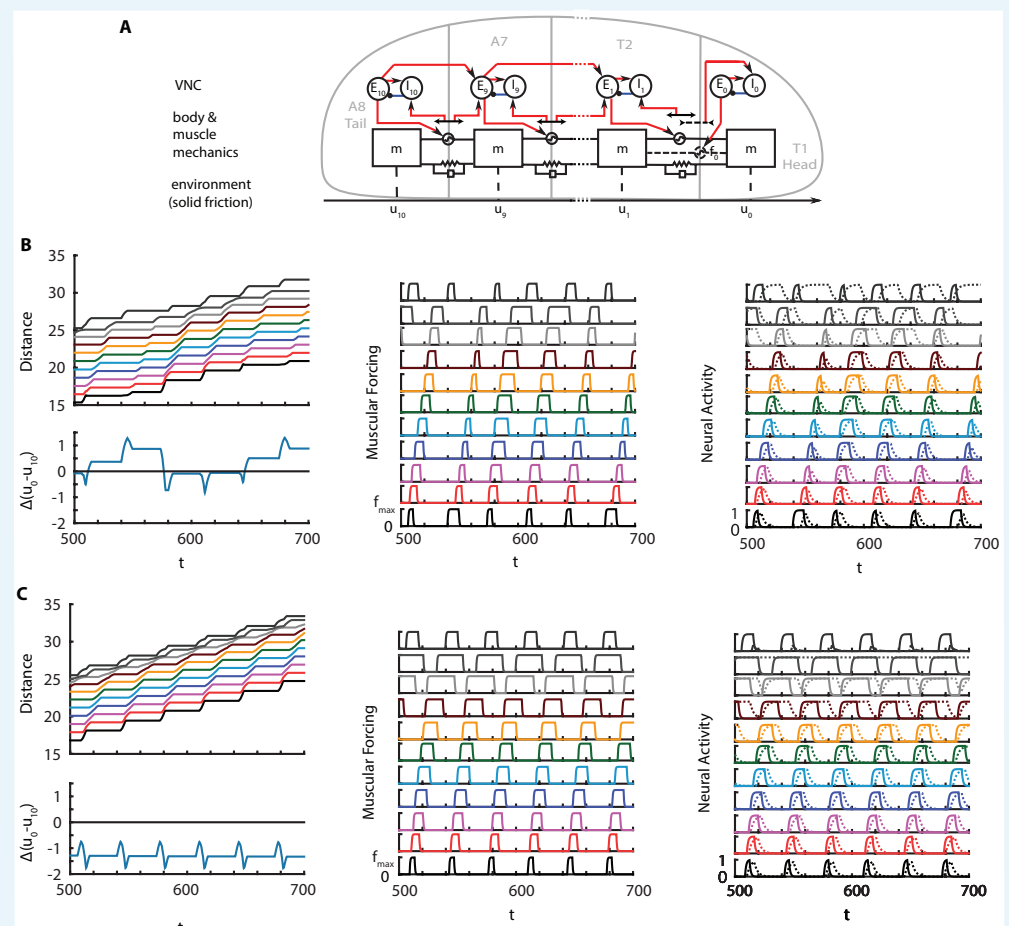 A
A7
T2
VNC
E10 I10 E9 I9 E1 I1 E0 I0
A8
Tail
body &
muscle
mechanics
m m m f0 m
T1
Head
environment
(solid friction)
u10 u9 u1 u0
B
35
30
25
20
15
Distance
1
0
-1
-2
Δ(u0-u10)
500 600 700
t
Muscular Forcing
fmax
0
500 600 700
t
Neural Activity
1
0
500 600 700
t
C
35
30
25
20
15
Distance
1
0
-1
-2
Δ(u0-u10)
500 600 700
t
Muscular Forcing
fmax
0
500 600 700
t
Neural Activity
1
0
500 600 700
t